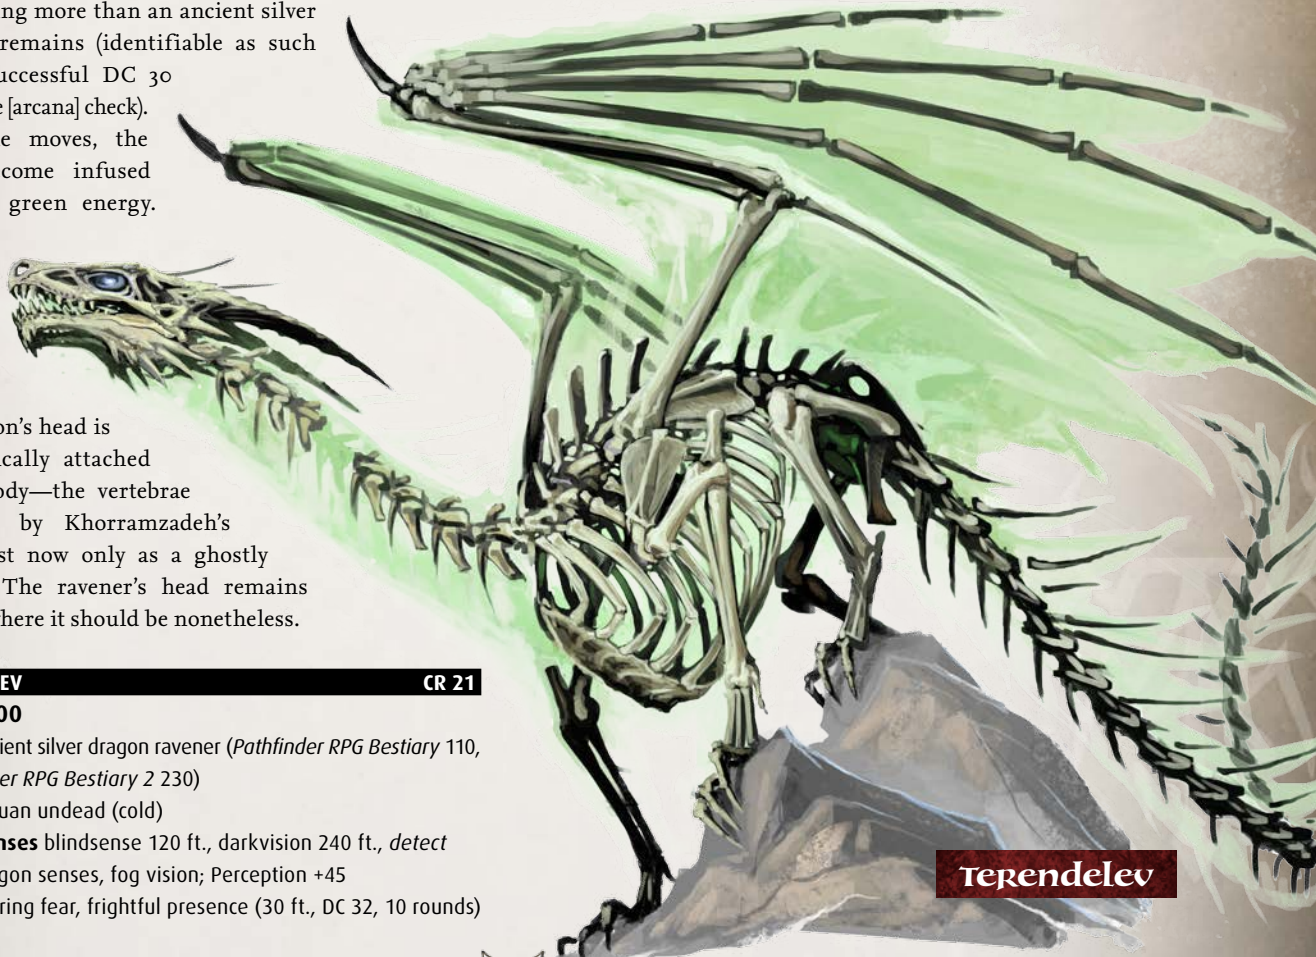 ng more than an ancient silver
remains (identifiable as such
uccessful DC 30
e [arcana] check).
e moves, the
come infused
green energy.
on's head is
ically attached
ody—the vertebrae
by Khorramzadeh's
st now only as a ghostly
The ravener's head remains
where it should be nonetheless.
EV CR 21
00
ient silver dragon ravener (Pathfinder RPG Bestiary 110,
er RPG Bestiary 2 230)
uan undead (cold)
nses blindsense 120 ft., darkvision 240 ft., detect
gon senses, fog vision; Perception +45
ring fear, frightful presence (30 ft., DC 32, 10 rounds)
Terendelev